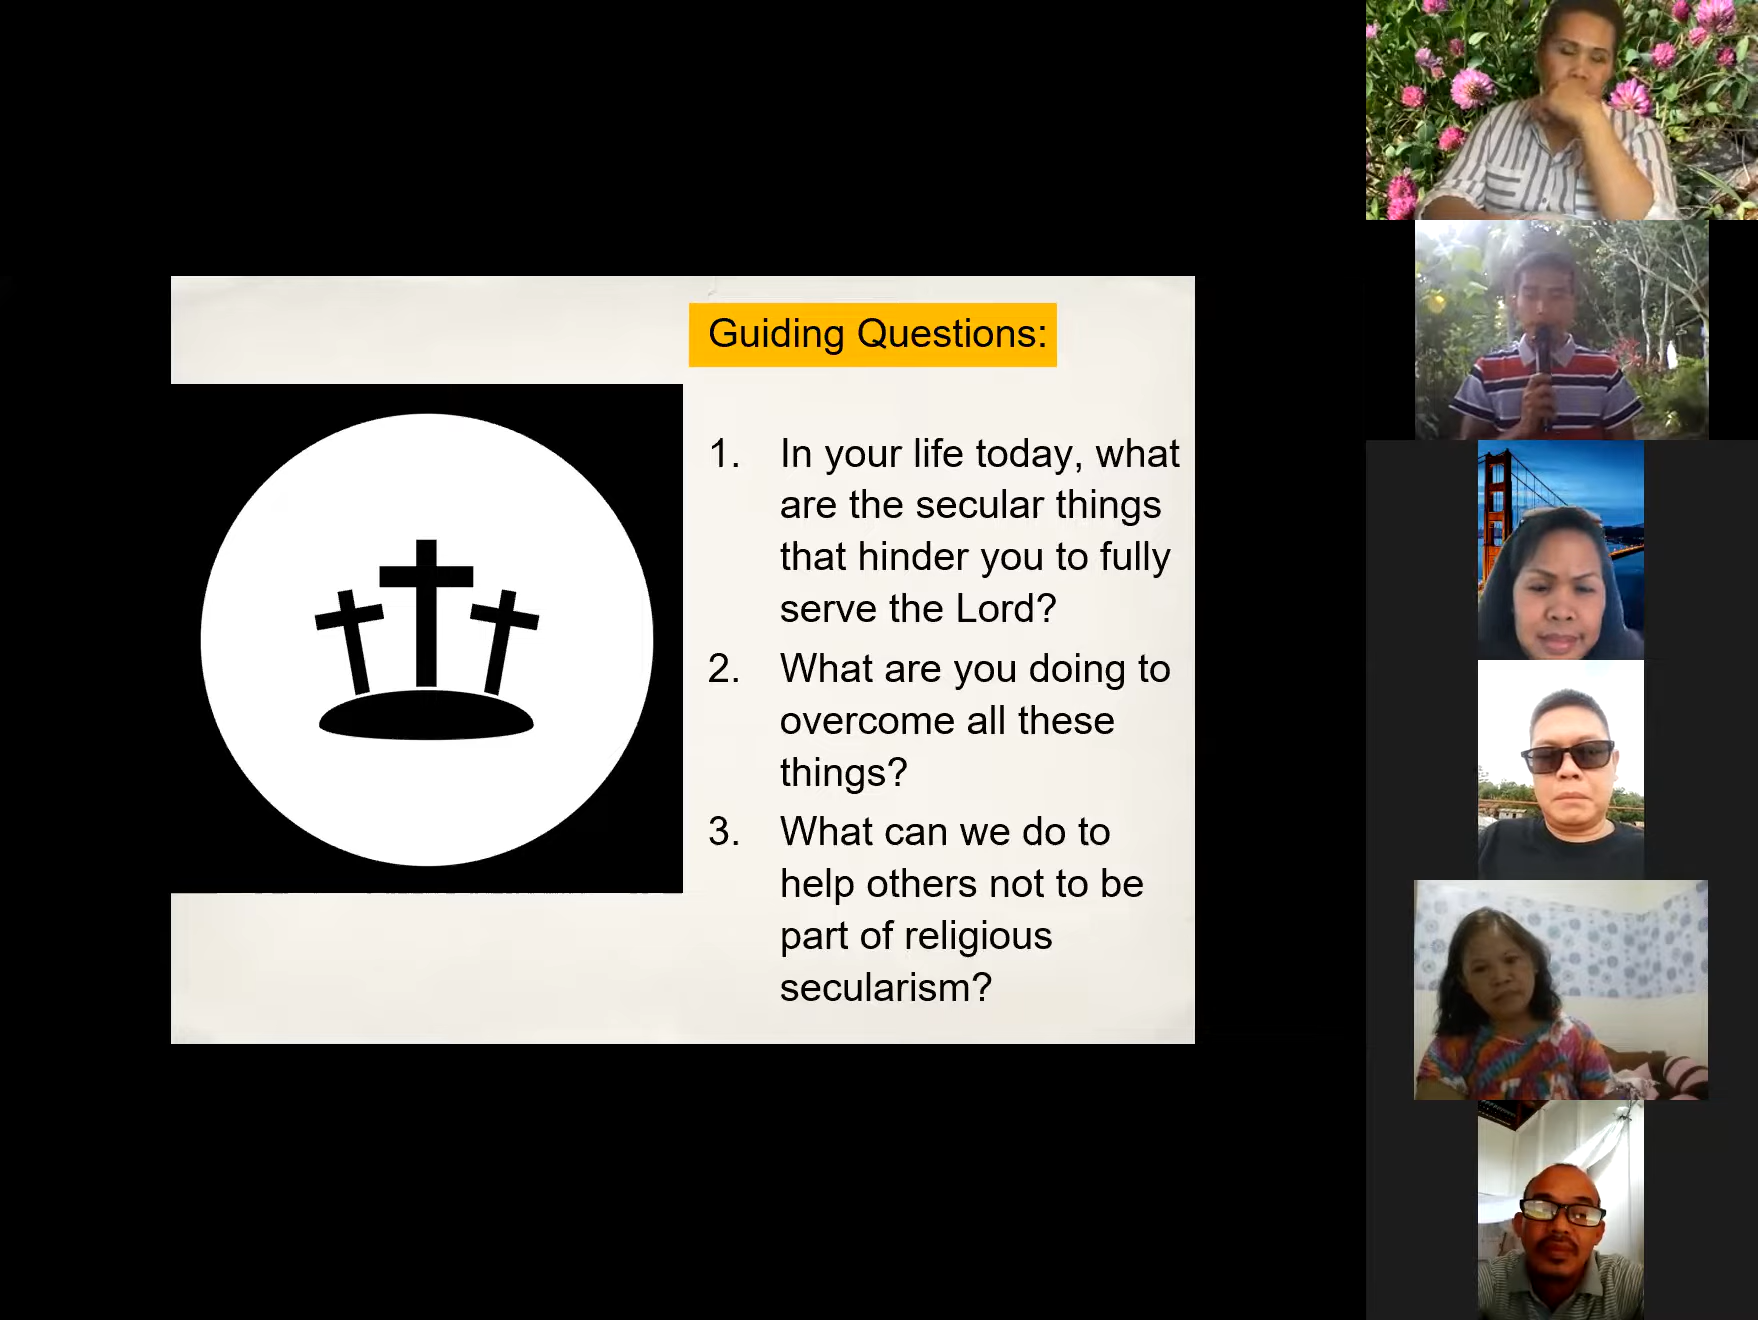 Guiding Questions:
1. In your life today, what
are the secular things
that hinder you to fully
serve the Lord?
2. What are you doing to
overcome all these
things?
3. What can we do to
help others not to be
part of religious
secularism?